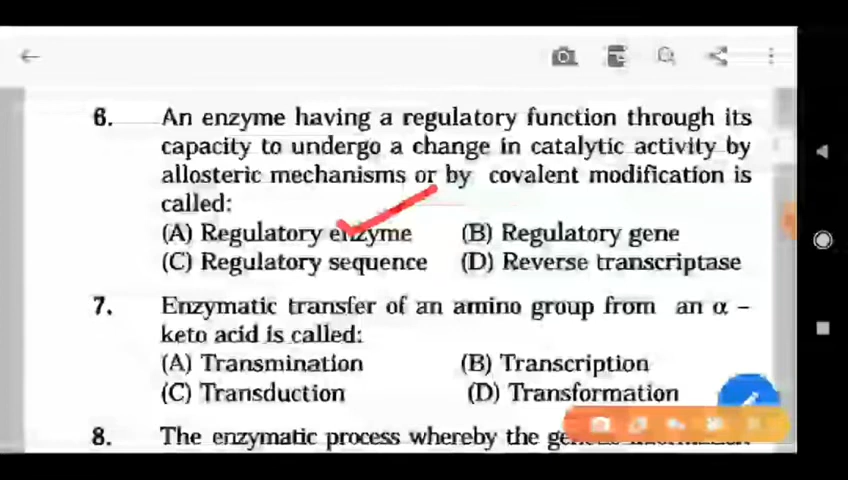 6. An enzyme having a regulatory function through its
capacity to undergo a change in catalytic activity by
allosteric mechanisms or by covalent modification is
called:
(A) Regulatory enzyme (B) Regulatory gene
(C) Regulatory sequence (D) Reverse transcriptase
7. Enzymatic transfer of an amino group from an α –
keto acid is called:
(A) Transmination (B) Transcription
(C) Transduction (D) Transformation
8. The enzymatic process whereby the